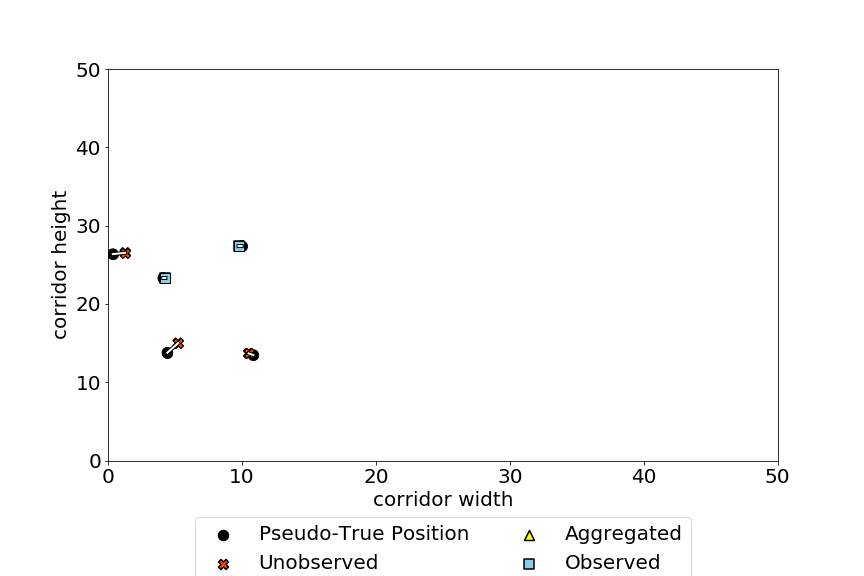 50
40
30
20
10
0
corridor height
0 10 20 30 40 50
corridor width
Pseudo-True Position Aggregated
Unobserved Observed